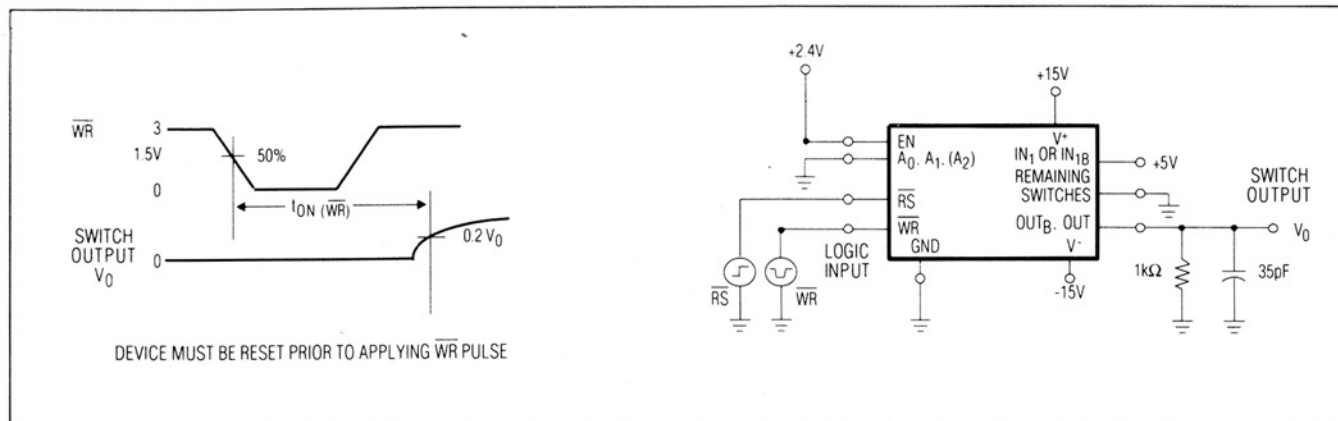 WR
3
1.5V
50%
0
tON (WR)
SWITCH
OUTPUT
V0
0
0.2 V0
DEVICE MUST BE RESET PRIOR TO APPLYING WR PULSE
+2.4V
+15V
EN
V+
A0. A1. (A2)
IN1 OR IN1B
+5V
REMAINING
SWITCHES
RS
WR
OUTB. OUT
GND
V-
LOGIC
INPUT
SWITCH
OUTPUT
V0
RS
WR
-15V
1kΩ
35pF